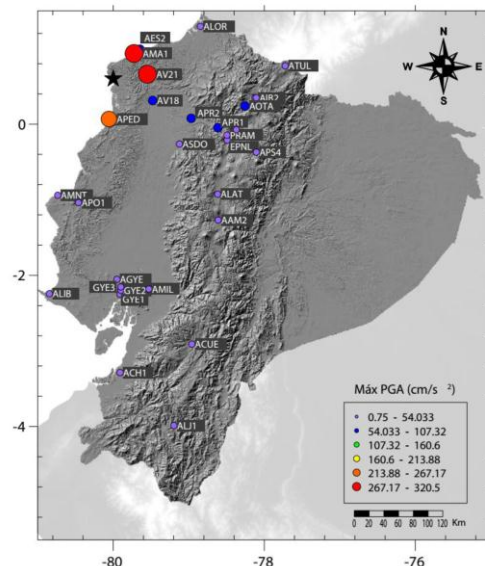 ALOR
AES2
AMA1
ATUL
AV21
AV18
AIR2
AOTA
APED
APR2
APR1
PRAM
EPNL
ASDO
APS4
AMNT
APO1
ALAT
AAM2
AGYE
GYE3
GYE2
GYE1
AMIL
ALIB
ACUE
ACH1
ALJ1
N
W
E
S
0
-2
-4
-80
-78
-76
Máx PGA (cm/s ²)
0.75 - 54.033
54.033 - 107.32
107.32 - 160.6
160.6 - 213.88
213.88 - 267.17
267.17 - 320.5
0 20 40 60 80 100 120
Km